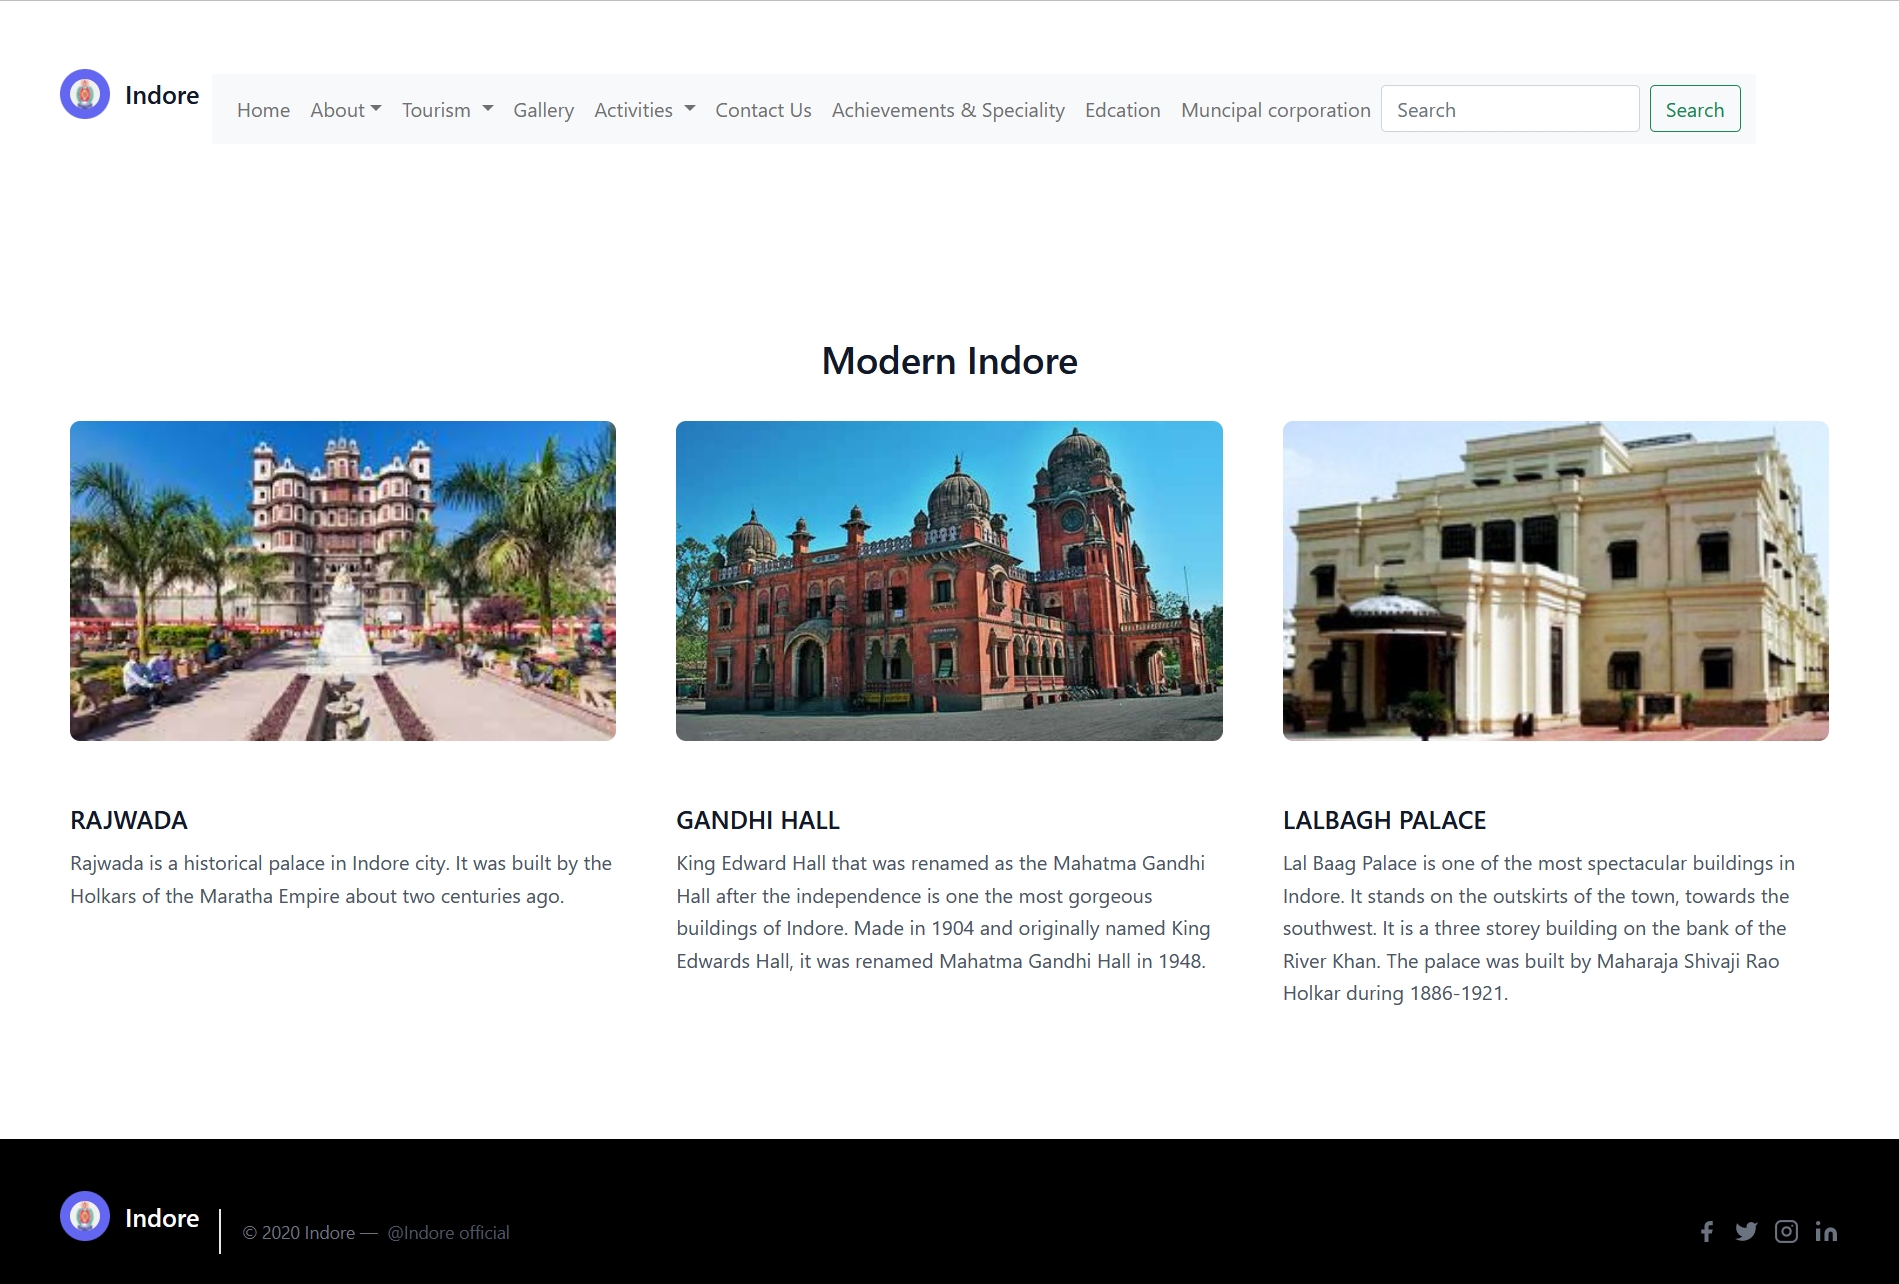 Indore
Home About Tourism Gallery Activities Contact Us Achievements & Speciality Edcation Muncipal corporation Search Search
Modern Indore
RAJWADA
Rajwada is a historical palace in Indore city. It was built by the
Holkars of the Maratha Empire about two centuries ago.
GANDHI HALL
King Edward Hall that was renamed as the Mahatma Gandhi
Hall after the independence is one the most gorgeous
buildings of Indore. Made in 1904 and originally named King
Edwards Hall, it was renamed Mahatma Gandhi Hall in 1948.
LALBAGH PALACE
Lal Baag Palace is one of the most spectacular buildings in
Indore. It stands on the outskirts of the town, towards the
southwest. It is a three storey building on the bank of the
River Khan. The palace was built by Maharaja Shivaji Rao
Holkar during 1886-1921.
Indore
© 2020 Indore — @Indore official